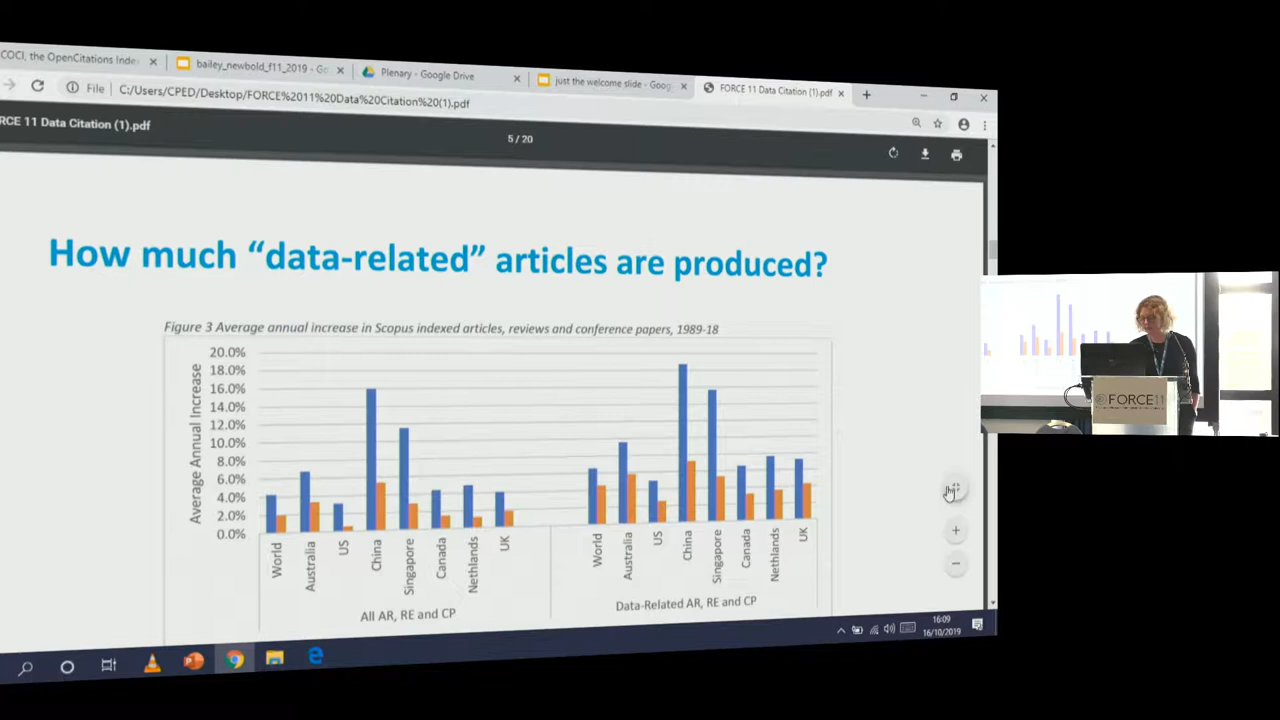 COCI, the OpenCitations Inde
bailey_newbold_f11_2019 - Go
Plenary - Google Drive
just the welcome slide - Goog
FORCE 11 Data Citation (1).pdf
File
C:/Users/CPED/Desktop/FORCE%2011%20Data%20Citation%20(1).pdf
RCE 11 Data Citation (1).pdf
5 / 20
How much “data-related” articles are produced?
Figure 3 Average annual increase in Scopus indexed articles, reviews and conference papers, 1989-18
Average Annual Increase
20.0%
18.0%
16.0%
14.0%
12.0%
10.0%
8.0%
6.0%
4.0%
2.0%
0.0%
World
Australia
US
China
Singapore
Canada
Nethlands
UK
World
Australia
US
China
Singapore
Canada
Nethlands
UK
All AR, RE and CP
Data-Related AR, RE and CP
16:09
16/10/2019
FORCE11